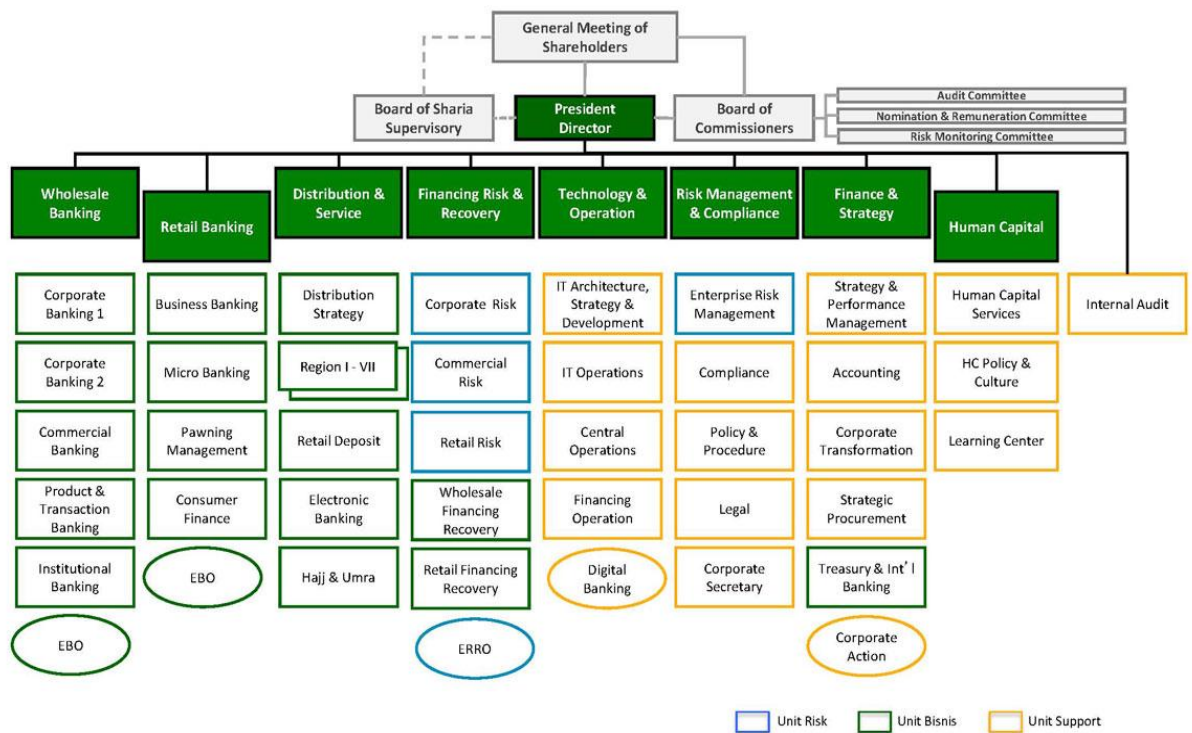 General Meeting of
Shareholders
Board of Sharia
Supervisory
President
Director
Board of
Commissioners
Audit Committee
Nomination & Remuneration Committee
Risk Monitoring Committee
Wholesale
Banking
Retail Banking
Distribution &
Service
Financing Risk &
Recovery
Technology &
Operation
Risk Management
& Compliance
Finance &
Strategy
Human Capital
Corporate
Banking 1
Business Banking
Distribution
Strategy
Corporate Risk
IT Architecture,
Strategy &
Development
Enterprise Risk
Management
Strategy &
Performance
Management
Human Capital
Services
Internal Audit
Corporate
Banking 2
Micro Banking
Region I - VII
Commercial
Risk
IT Operations
Compliance
Accounting
HC Policy &
Culture
Commercial
Banking
Pawning
Management
Retail Deposit
Retail Risk
Central
Operations
Policy &
Procedure
Corporate
Transformation
Learning Center
Product &
Transaction
Banking
Consumer
Finance
Electronic
Banking
Wholesale
Financing
Recovery
Financing
Operation
Legal
Strategic
Procurement
Institutional
Banking
EBO
Hajj & Umra
Retail Financing
Recovery
Digital
Banking
Corporate
Secretary
Treasury & Int' l
Banking
EBO
ERRO
Corporate
Action
Unit Risk
Unit Bisnis
Unit Support